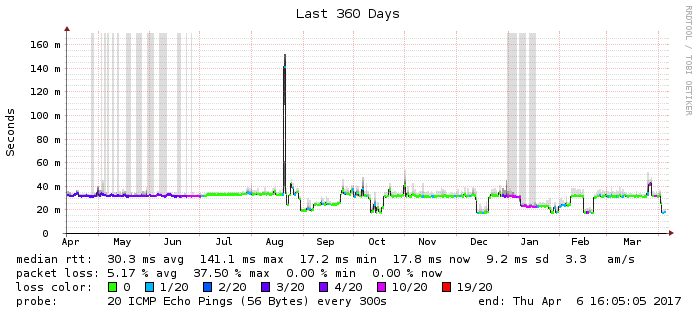 Last 360 Days
RRDTOOL / TOBI OETIKER
Seconds
160 m
140 m
120 m
100 m
80 m
60 m
40 m
20 m
0
Apr May Jun Jul Aug Sep Oct Nov Dec Jan Feb Mar
median rtt: 30.3 ms avg 141.1 ms max 17.2 ms min 17.8 ms now 9.2 ms sd 3.3 am/s
packet loss: 5.17 % avg 37.50 % max 0.00 % min 0.00 % now
loss color: 0 1/20 2/20 3/20 4/20 10/20 19/20
probe: 20 ICMP Echo Pings (56 Bytes) every 300s end: Thu Apr 6 16:05:05 2017